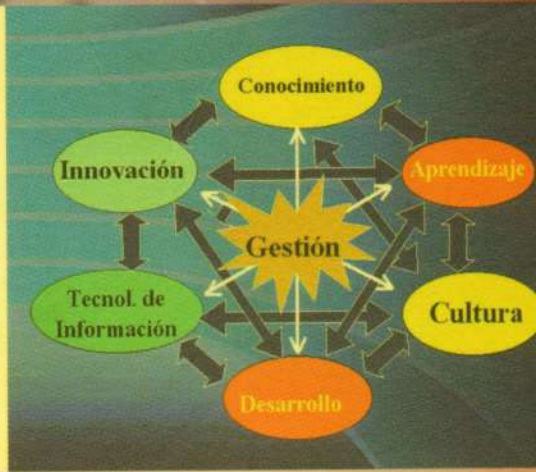 Conocimiento
Innovación
Aprendizaje
Gestión
Tecnol. de
Información
Cultura
Desarrollo